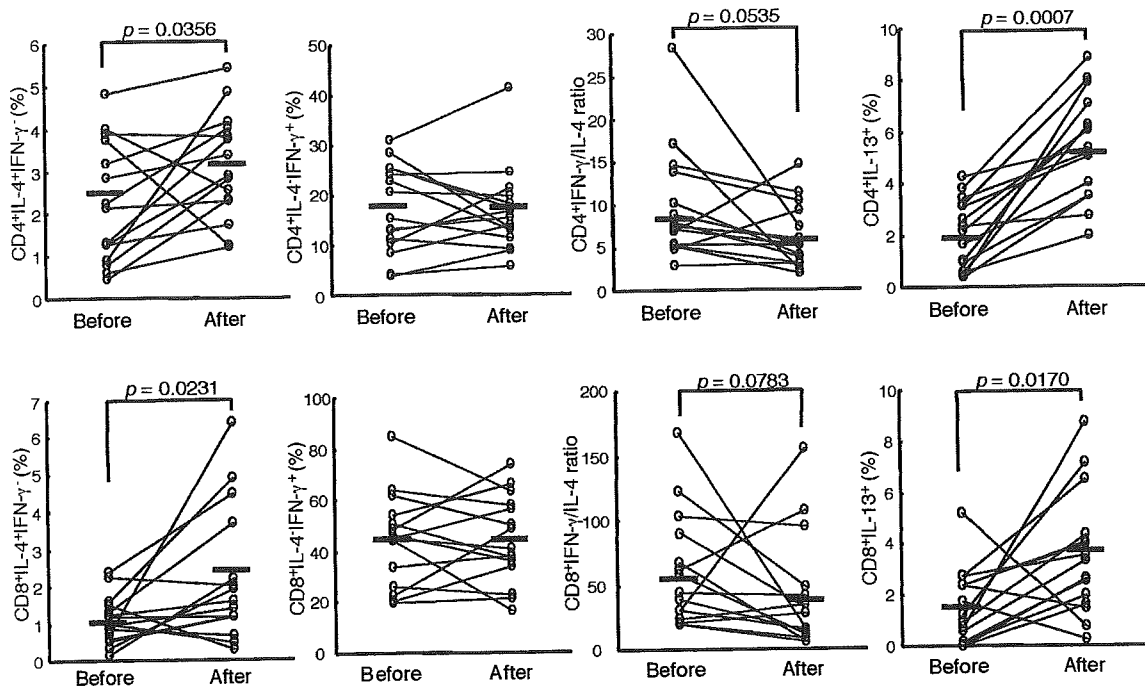 p = 0.0356
CD4⁺IL-4⁺IFN-γ⁻ (%)
6
5
4
3
2
1
0
Before After
CD4⁺IL-4⁻IFN-γ⁺ (%)
50
40
30
20
10
0
Before After
p = 0.0535
CD4⁺IFN-γ/IL-4 ratio
30
25
20
15
10
5
0
Before After
p = 0.0007
CD4⁺IL-13⁺ (%)
10
8
6
4
2
0
Before After
p = 0.0231
CD8⁺IL-4⁺IFN-γ⁻ (%)
7
6
5
4
3
2
1
0
Before After
CD8⁺IL-4⁻IFN-γ⁺ (%)
100
80
60
40
20
0
Before After
p = 0.0783
CD8⁺IFN-γ/IL-4 ratio
200
150
100
50
0
Before After
p = 0.0170
CD8⁺IL-13⁺ (%)
10
8
6
4
2
0
Before After